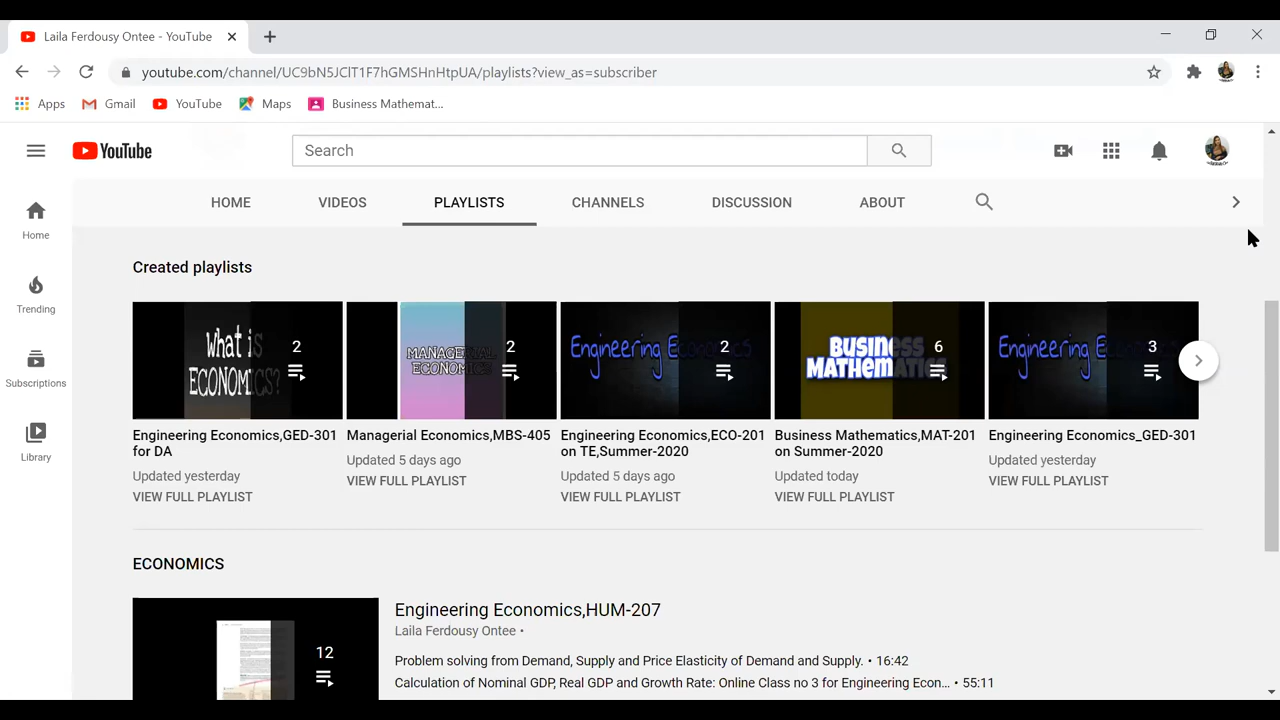 Laila Ferdousy Ontee - YouTube
youtube.com/channel/UC9bN5JClT1F7hGMSHnHtpUA/playlists?view_as=subscriber
Apps Gmail YouTube Maps Business Mathemat...
YouTube Search
HOME VIDEOS PLAYLISTS CHANNELS DISCUSSION ABOUT
Home
Trending
Subscriptions
Library
Created playlists
What is ECONOMICS?
2
Engineering Economics,GED-301 for DA
Updated yesterday
VIEW FULL PLAYLIST
MANAGERIAL ECONOMICS
2
Managerial Economics,MBS-405
Updated 5 days ago
VIEW FULL PLAYLIST
Engineering Economics
2
Engineering Economics,ECO-201 on TE,Summer-2020
Updated 5 days ago
VIEW FULL PLAYLIST
BUSINESS MATHEMATICS
6
Business Mathematics,MAT-201 on Summer-2020
Updated today
VIEW FULL PLAYLIST
Engineering E
3
Engineering Economics_GED-301
Updated yesterday
VIEW FULL PLAYLIST
ECONOMICS
12
Engineering Economics,HUM-207
Laila Ferdousy Ontee •
Problem solving from Demand, Supply and Price Elasticity of Demand and Supply. • 16:42
Calculation of Nominal GDP, Real GDP and Growth Rate: Online Class no 3 for Engineering Econ... • 55:11